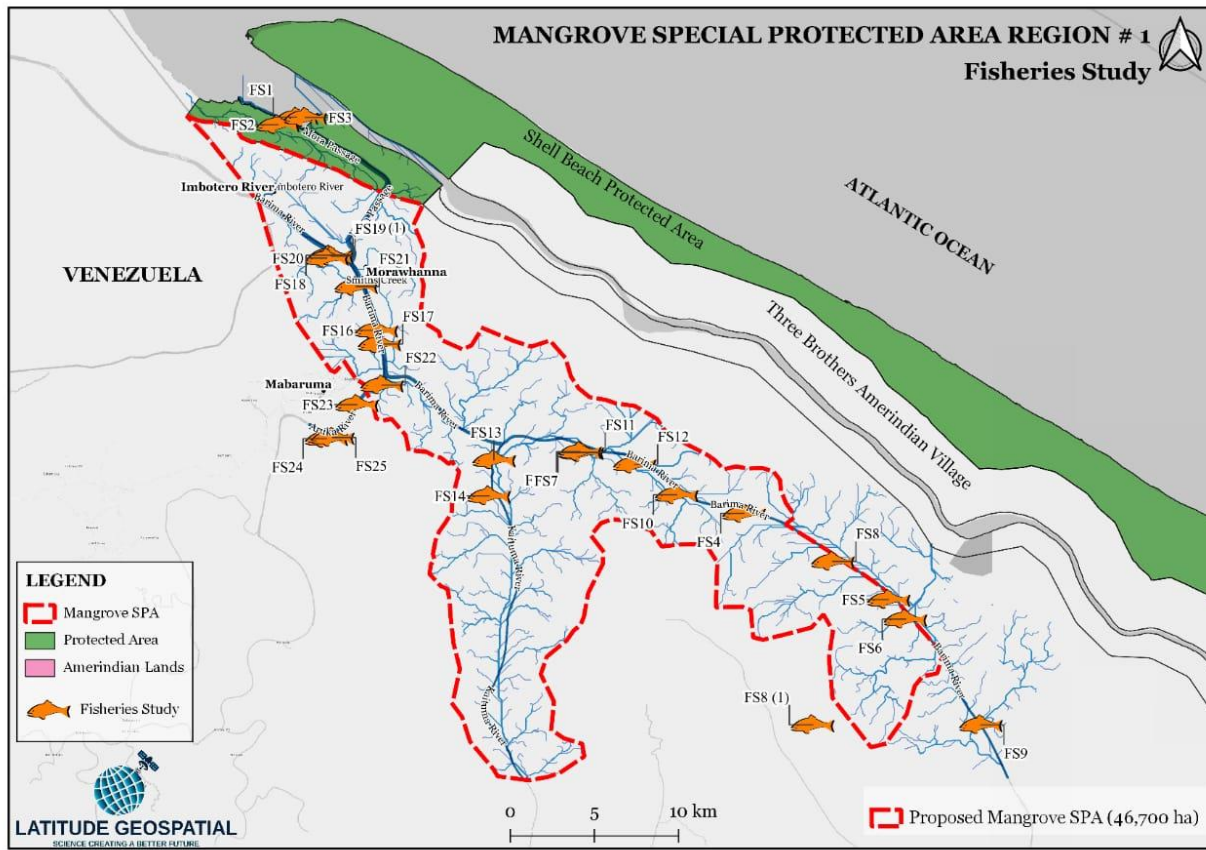 MANGROVE SPECIAL PROTECTED AREA REGION # 1
Fisheries Study
FS1
FS2
FS3
Mora Passage
Shell Beach Protected Area
ATLANTIC OCEAN
Imbotero River
mbotero River
Barima River
Passage
FS19 (1)
VENEZUELA
FS20
FS21
Morawhanna
FS18
Smiths Creek
Barima River
FS17
FS16
Three Brothers Amerindian Village
FS22
Mabaruma
FS23
Barima River
FS24
FS25
FS13
FS11
FS12
FS7
Barima River
FS14
FS10
FS4
Barima River
FS8
Kaituma River
FS5
FS6
Barima River
Kaituma River
FS8 (1)
FS9
LEGEND
Mangrove SPA
Protected Area
Amerindian Lands
Fisheries Study
LATITUDE GEOSPATIAL
SCIENCE CREATING A BETTER FUTURE
0 5 10 km
Proposed Mangrove SPA (46,700 ha)